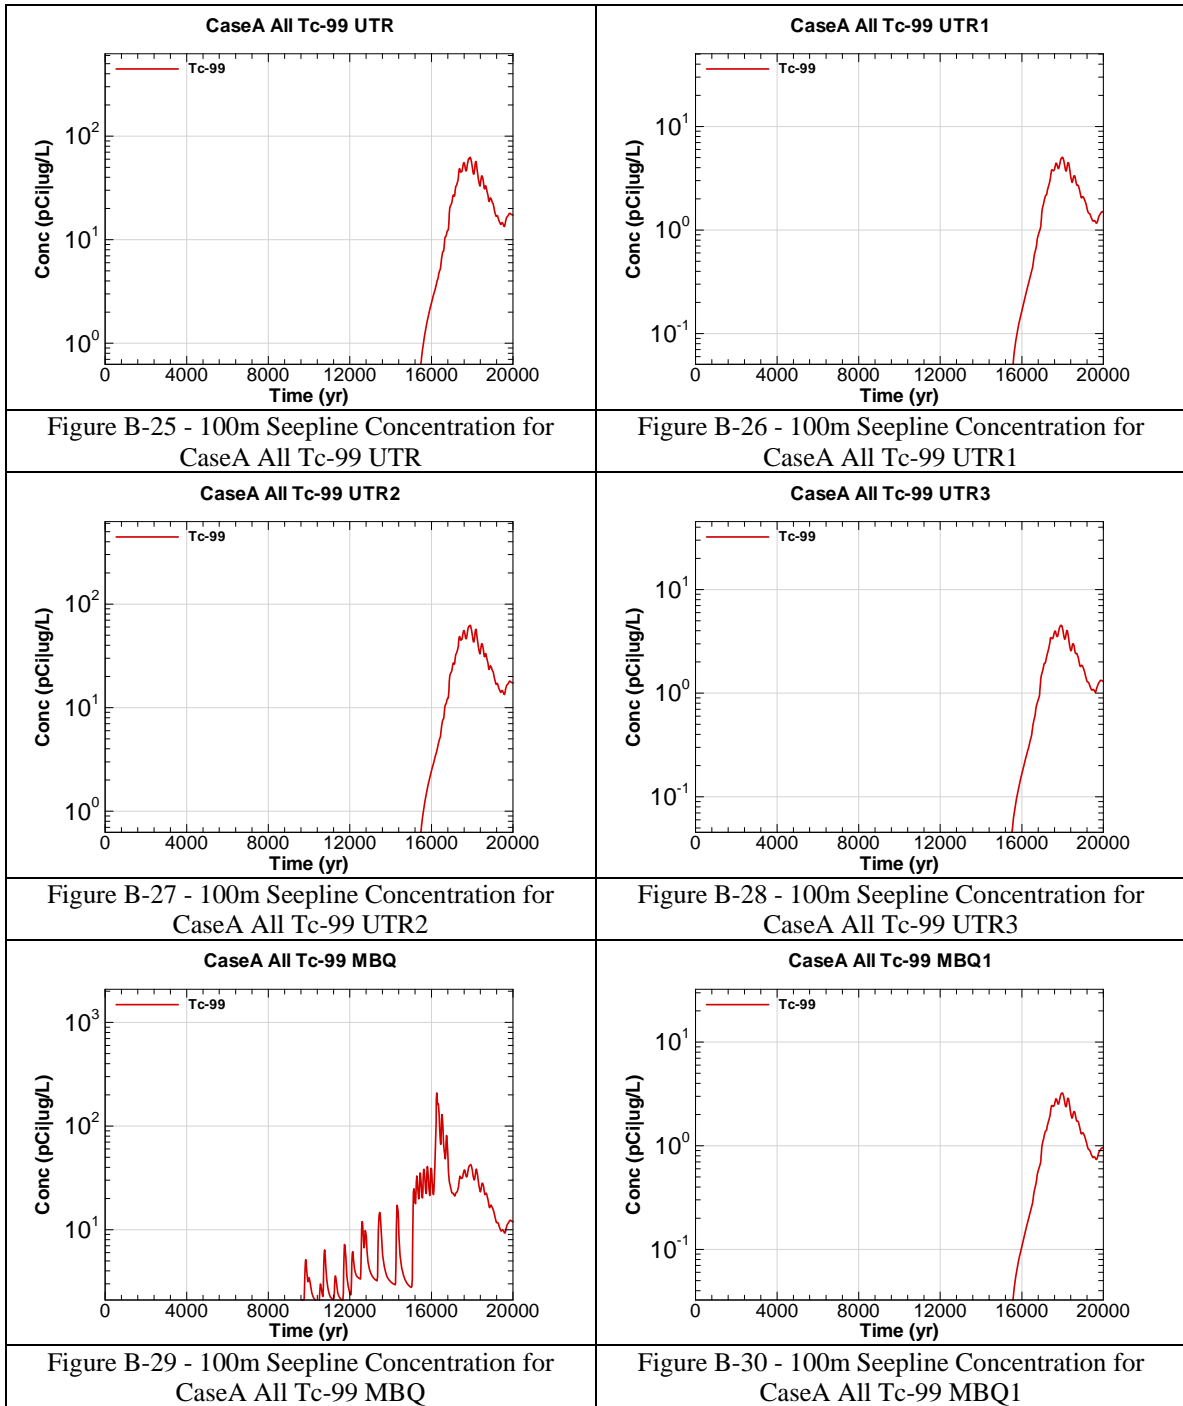 CaseA All Tc-99 UTR
Tc-99
10^2
10^1
10^0
Conc (pCi|ug/L)
0 4000 8000 12000 16000 20000
Time (yr)
Figure B-25 - 100m Seepline Concentration for
CaseA All Tc-99 UTR
CaseA All Tc-99 UTR1
Tc-99
10^1
10^0
10^-1
Conc (pCi|ug/L)
0 4000 8000 12000 16000 20000
Time (yr)
Figure B-26 - 100m Seepline Concentration for
CaseA All Tc-99 UTR1
CaseA All Tc-99 UTR2
Tc-99
10^2
10^1
10^0
Conc (pCi|ug/L)
0 4000 8000 12000 16000 20000
Time (yr)
Figure B-27 - 100m Seepline Concentration for
CaseA All Tc-99 UTR2
CaseA All Tc-99 UTR3
Tc-99
10^1
10^0
10^-1
Conc (pCi|ug/L)
0 4000 8000 12000 16000 20000
Time (yr)
Figure B-28 - 100m Seepline Concentration for
CaseA All Tc-99 UTR3
CaseA All Tc-99 MBQ
Tc-99
10^3
10^2
10^1
Conc (pCi|ug/L)
0 4000 8000 12000 16000 20000
Time (yr)
Figure B-29 - 100m Seepline Concentration for
CaseA All Tc-99 MBQ
CaseA All Tc-99 MBQ1
Tc-99
10^1
10^0
10^-1
Conc (pCi|ug/L)
0 4000 8000 12000 16000 20000
Time (yr)
Figure B-30 - 100m Seepline Concentration for
CaseA All Tc-99 MBQ1